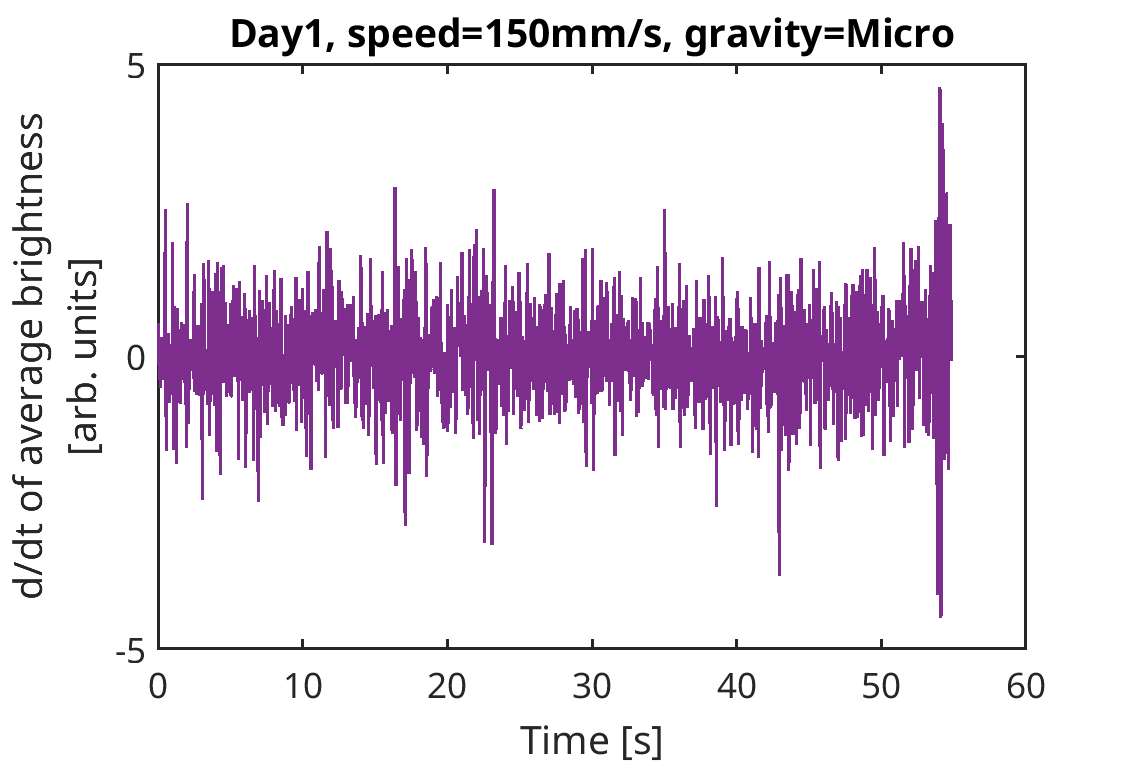 Day1, speed=150mm/s, gravity=Micro
d/dt of average brightness
[arb. units]
5
0
-5
0 10 20 30 40 50 60
Time [s]